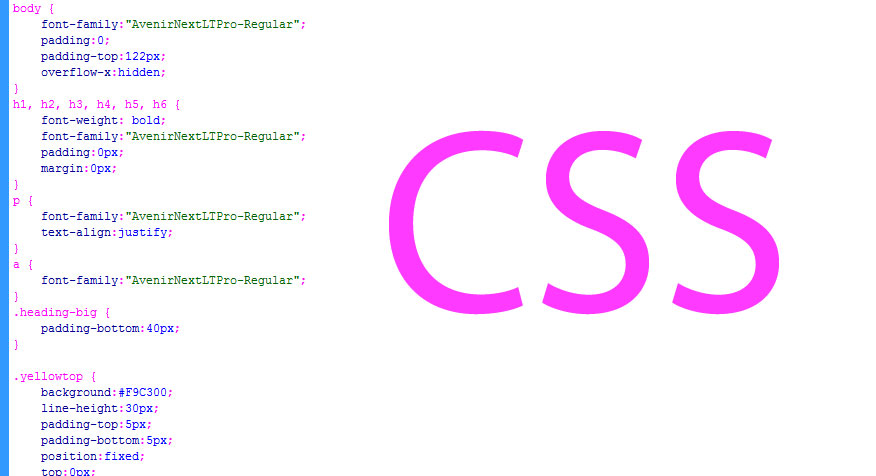 body {
    font-family:"AvenirNextLTPro-Regular";
    padding:0;
    padding-top:122px;
    overflow-x:hidden;
}
h1, h2, h3, h4, h5, h6 {
    font-weight: bold;
    font-family:"AvenirNextLTPro-Regular";
    padding:0px;
    margin:0px;
}
p {
    font-family:"AvenirNextLTPro-Regular";
    text-align:justify;
}
a {
    font-family:"AvenirNextLTPro-Regular";
}
.heading-big {
    padding-bottom:40px;
}
.yellowtop {
    background:#F9C300;
    line-height:30px;
    padding-top:5px;
    padding-bottom:5px;
    position:fixed;
    top:0px;
CSS